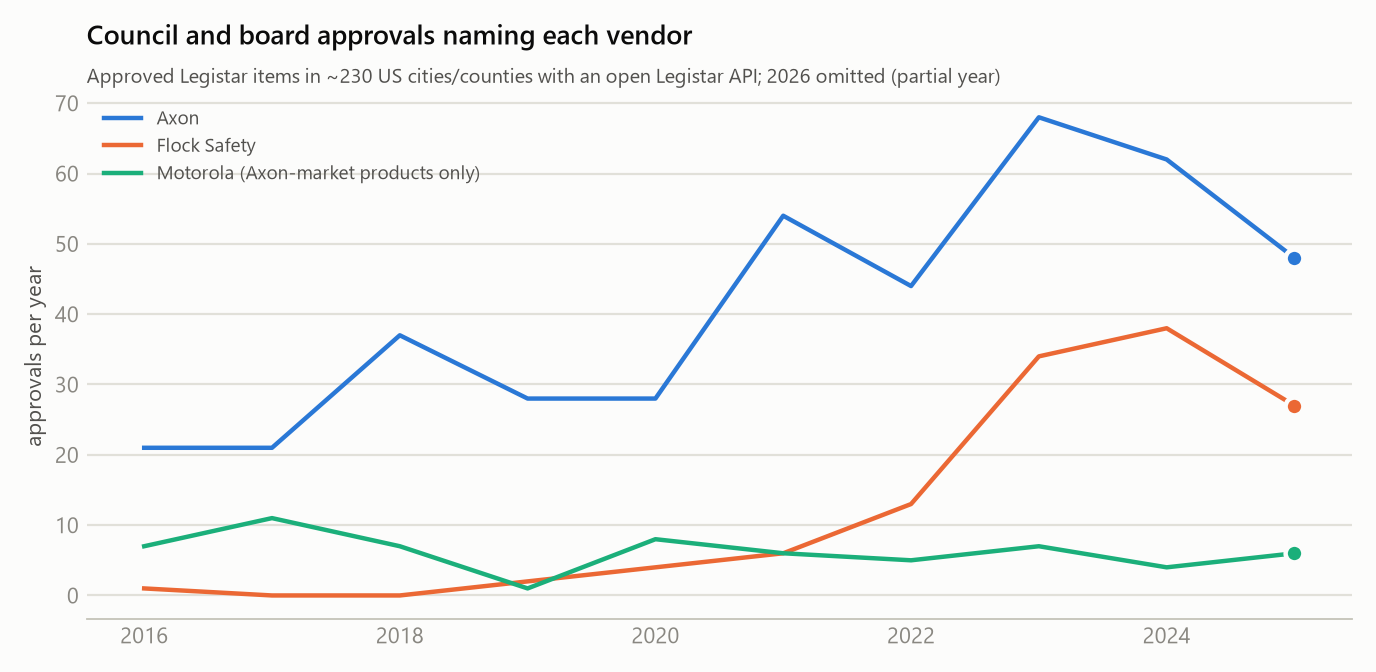 Council and board approvals naming each vendor
Approved Legistar items in ~230 US cities/counties with an open Legistar API; 2026 omitted (partial year)
70
60
50
40
30
20
10
0
approvals per year
Axon
Flock Safety
Motorola (Axon-market products only)
2016
2018
2020
2022
2024